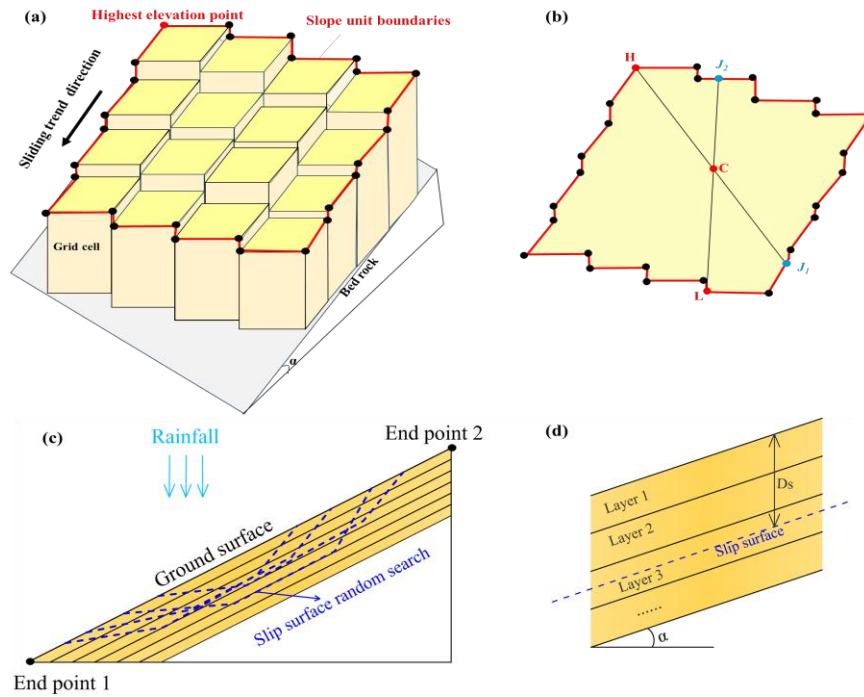 (a)
Highest elevation point
Slope unit boundaries
Sliding trend direction
Grid cell
Bed rock
α
(b)
H
J₂
C
J₁
L
(c)
Rainfall
End point 2
Ground surface
Slip surface random search
End point 1
(d)
Ds
Layer 1
Layer 2
Slip surface
Layer 3
......
α